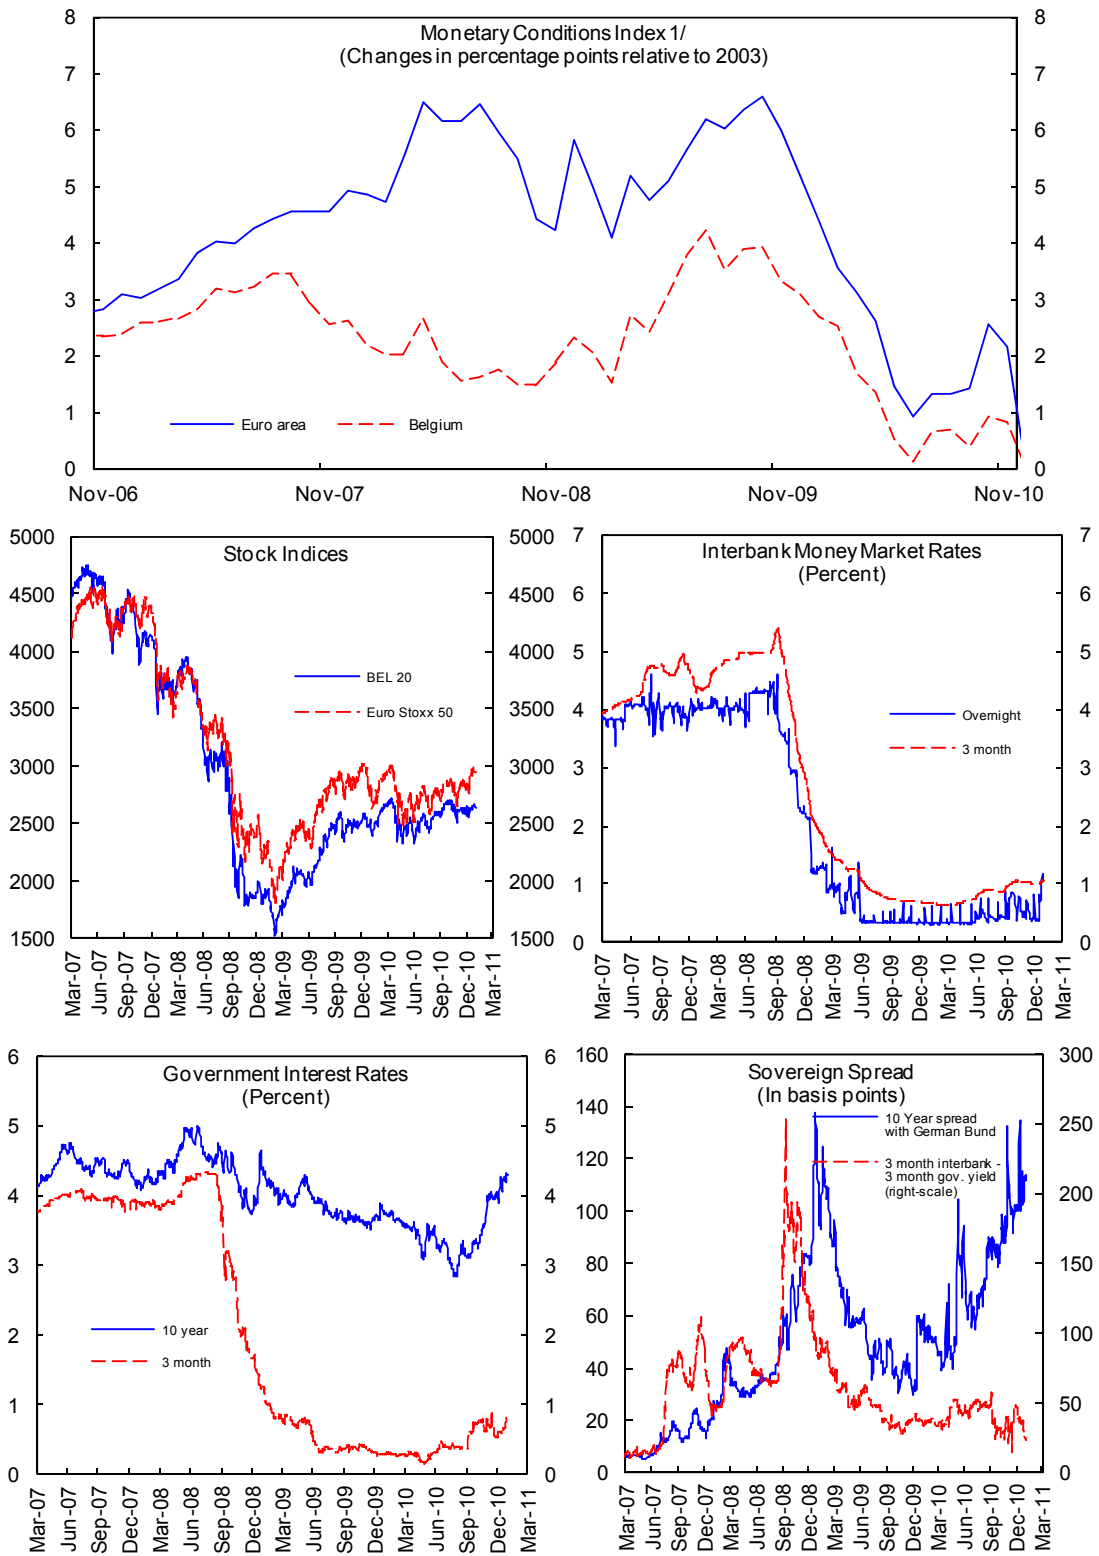 Monetary Conditions Index 1/
(Changes in percentage points relative to 2003)
8
7
6
5
4
3
2
1
0
8
7
6
5
4
3
2
1
0
Euro area
Belgium
Nov-06
Nov-07
Nov-08
Nov-09
Nov-10
Stock Indices
5000
4500
4000
3500
3000
2500
2000
1500
5000
4500
4000
3500
3000
2500
2000
1500
BEL 20
Euro Stoxx 50
Mar-07
Jun-07
Sep-07
Dec-07
Mar-08
Jun-08
Sep-08
Dec-08
Mar-09
Jun-09
Sep-09
Dec-09
Mar-10
Jun-10
Sep-10
Dec-10
Mar-11
Interbank Money Market Rates
(Percent)
7
6
5
4
3
2
1
0
7
6
5
4
3
2
1
0
Overnight
3 month
Mar-07
Jun-07
Sep-07
Dec-07
Mar-08
Jun-08
Sep-08
Dec-08
Mar-09
Jun-09
Sep-09
Dec-09
Mar-10
Jun-10
Sep-10
Dec-10
Mar-11
Government Interest Rates
(Percent)
6
5
4
3
2
1
0
6
5
4
3
2
1
0
10 year
3 month
Mar-07
Jun-07
Sep-07
Dec-07
Mar-08
Jun-08
Sep-08
Dec-08
Mar-09
Jun-09
Sep-09
Dec-09
Mar-10
Jun-10
Sep-10
Dec-10
Mar-11
Sovereign Spread
(In basis points)
160
140
120
100
80
60
40
20
0
300
250
200
150
100
50
0
10 Year spread
with German Bund
3 month interbank -
3 month gov. yield
(right-scale)
Mar-07
Jun-07
Sep-07
Dec-07
Mar-08
Jun-08
Sep-08
Dec-08
Mar-09
Jun-09
Sep-09
Dec-09
Mar-10
Jun-10
Sep-10
Dec-10
Mar-11